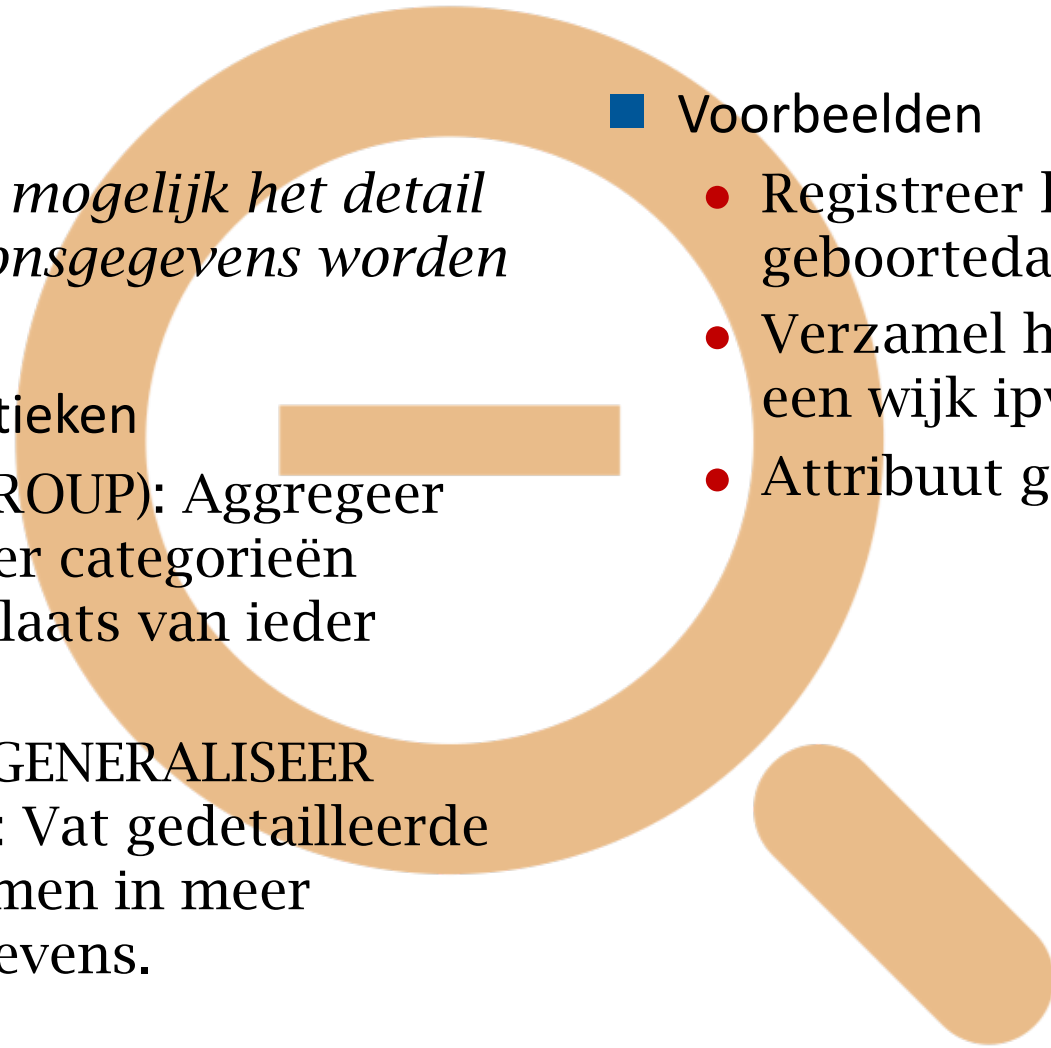 mogelijk het detail
onsgegevens worden
tieken
ROUP): Aggregeer
er categorieën
laats van ieder
GENERALISEER
: Vat gedetailleerde
men in meer
evens.
Voorbeelden
Registreer
geborteda
Verzamel h
een wijk ip
Attribuut g